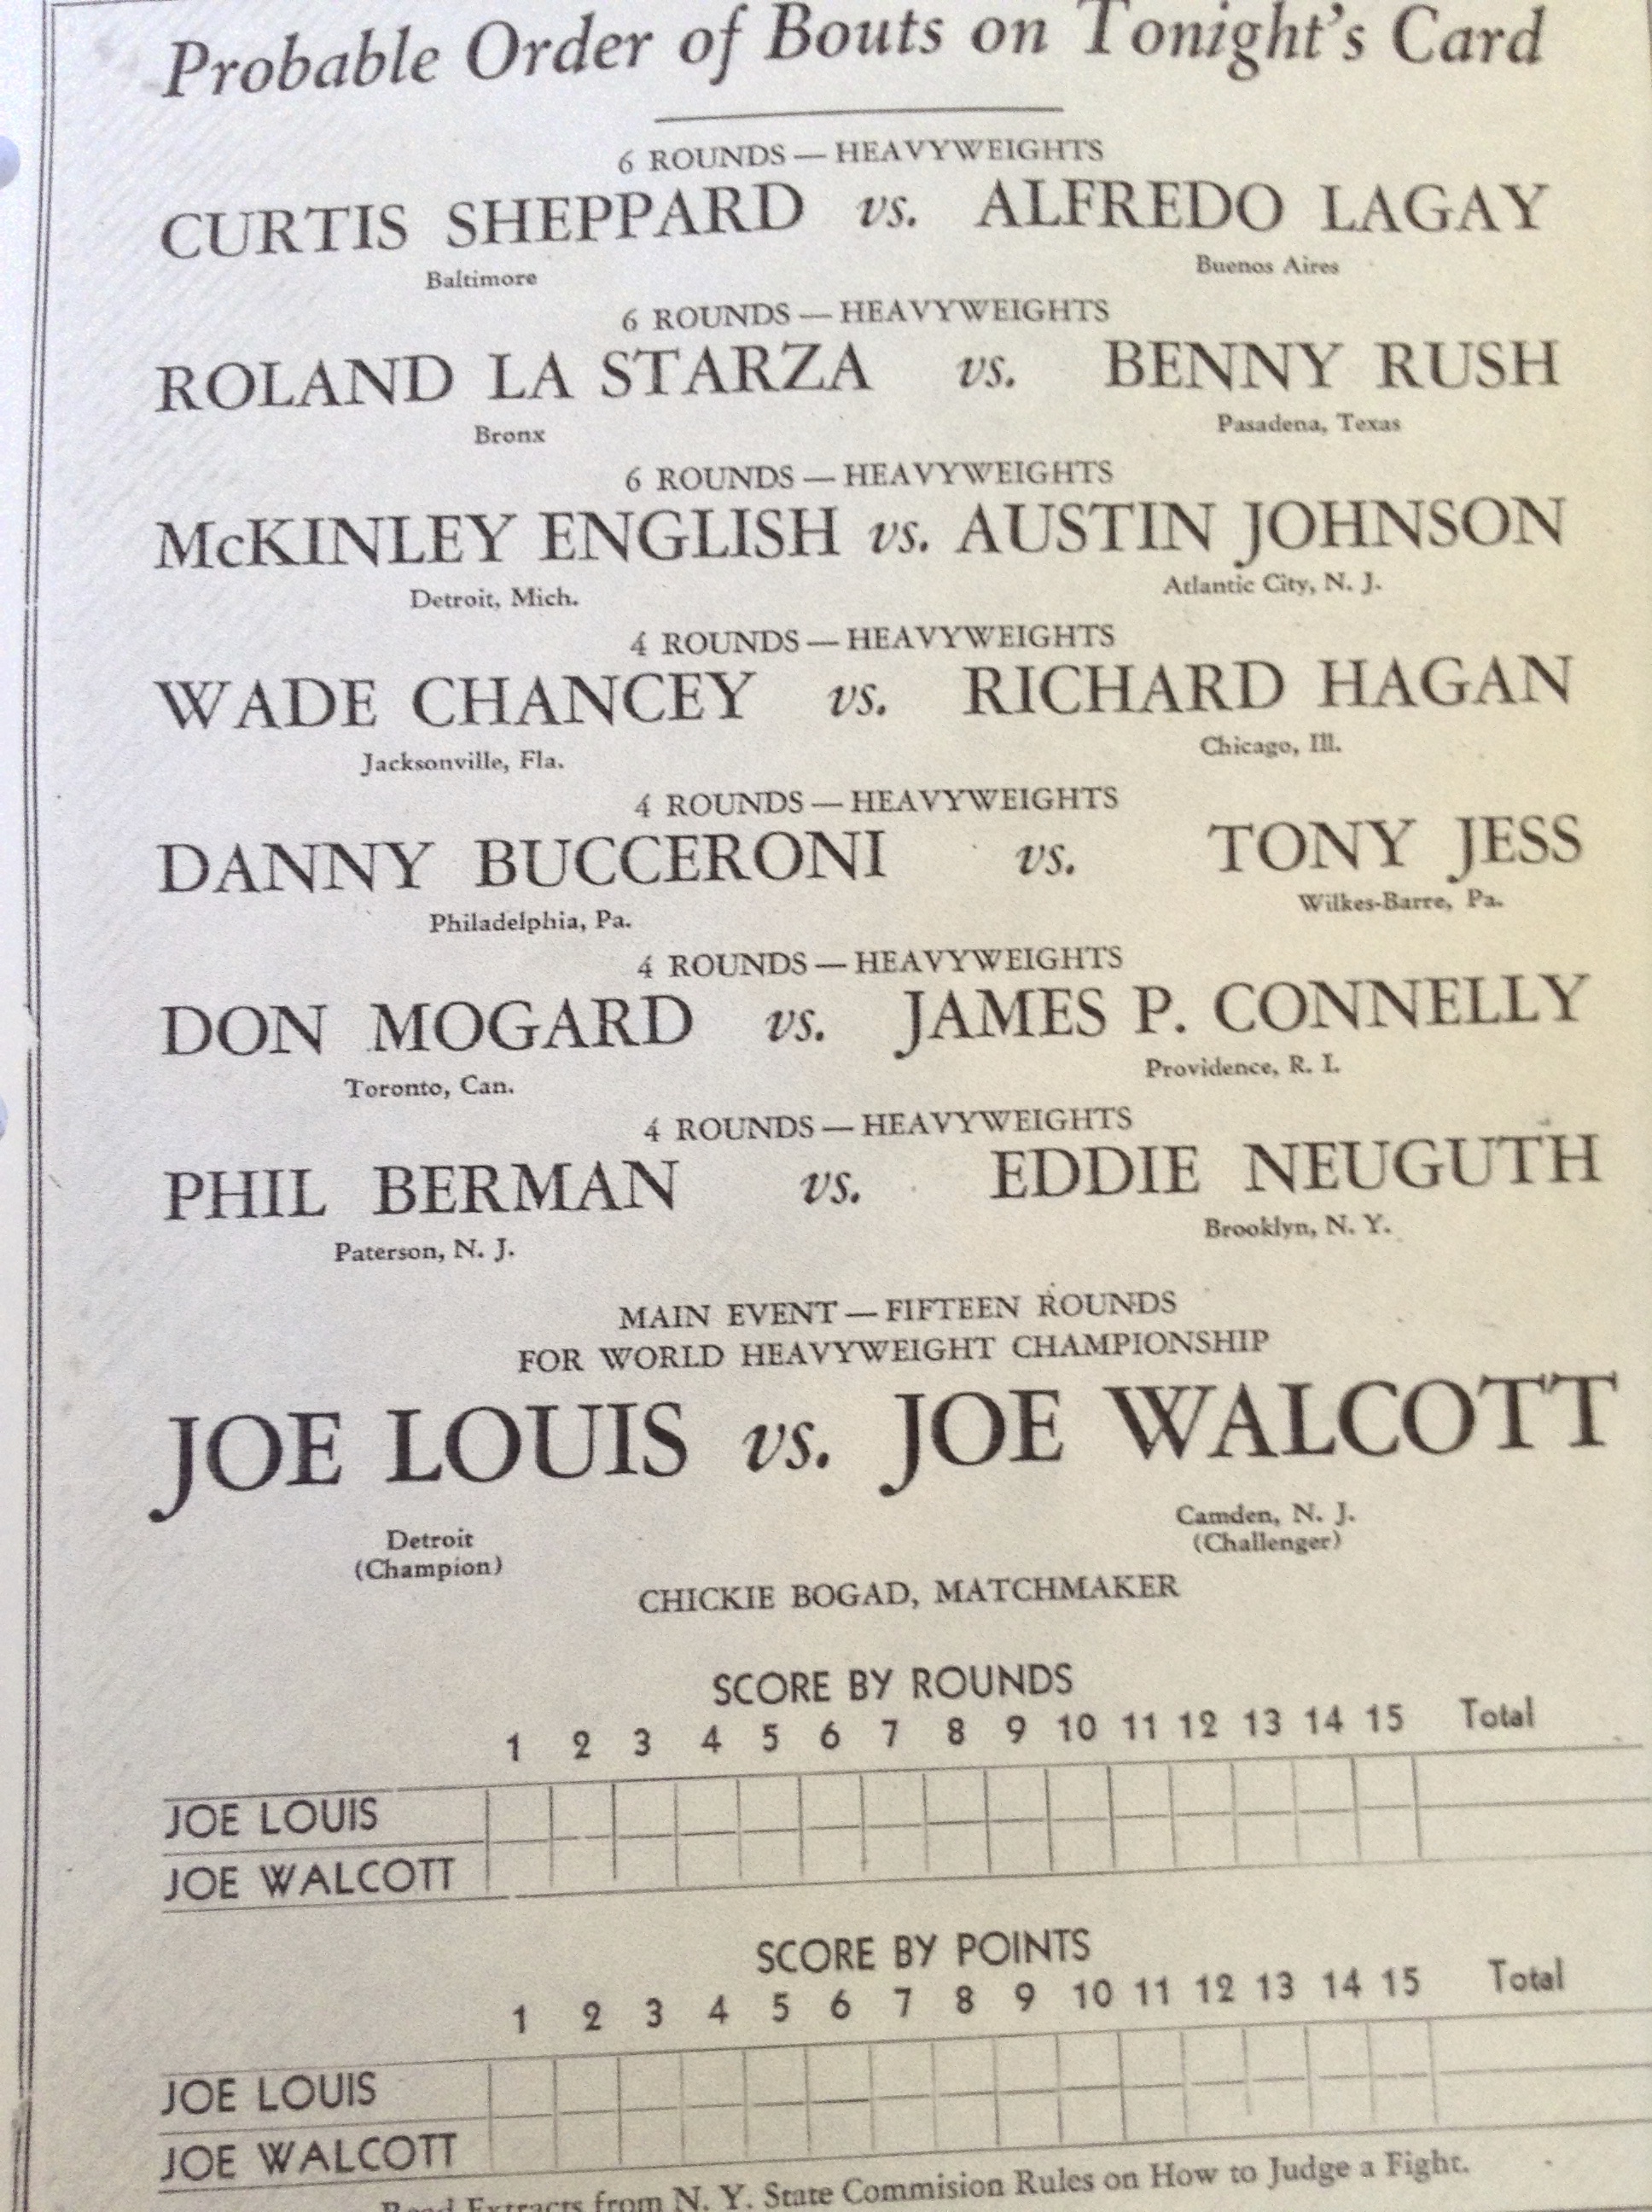 Probable Order of Bouts on Tonight's Card
6 ROUNDS — HEAVYWEIGHTS
CURTIS SHEPPARD vs. ALFREDO LAGAY
Baltimore Buenos Aires
6 ROUNDS — HEAVYWEIGHTS
ROLAND LA STARZA vs. BENNY RUSH
Bronx Pasadena, Texas
6 ROUNDS — HEAVYWEIGHTS
McKINLEY ENGLISH vs. AUSTIN JOHNSON
Detroit, Mich. Atlantic City, N. J.
4 ROUNDS — HEAVYWEIGHTS
WADE CHANCEY vs. RICHARD HAGAN
Jacksonville, Fla. Chicago, Ill.
4 ROUNDS — HEAVYWEIGHTS
DANNY BUCCERONI vs. TONY JESS
Philadelphia, Pa. Wilkes-Barre, Pa.
4 ROUNDS — HEAVYWEIGHTS
DON MOGARD vs. JAMES P. CONNELLY
Toronto, Can. Providence, R. I.
4 ROUNDS — HEAVYWEIGHTS
PHIL BERMAN vs. EDDIE NEUGUTH
Paterson, N. J. Brooklyn, N. Y.
MAIN EVENT — FIFTEEN ROUNDS
FOR WORLD HEAVYWEIGHT CHAMPIONSHIP
JOE LOUIS vs. JOE WALCOTT
Detroit Camden, N. J.
(Champion) (Challenger)
CHICKIE BOGAD, MATCHMAKER
SCORE BY ROUNDS
1 2 3 4 5 6 7 8 9 10 11 12 13 14 15 Total
JOE LOUIS
JOE WALCOTT
SCORE BY POINTS
1 2 3 4 5 6 7 8 9 10 11 12 13 14 15 Total
JOE LOUIS
JOE WALCOTT
Read Extracts from N. Y. State Commision Rules on How to Judge a Fight.